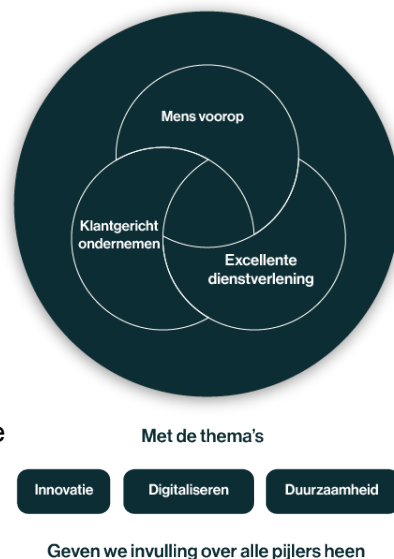 Mens voorop
Klantgericht
ondernemen
Excellente
dienstverlening
e
Met de thema's
Innovatie
Digitaliseren
Duurzaamheid
Geven we invulling over alle pijlers heen